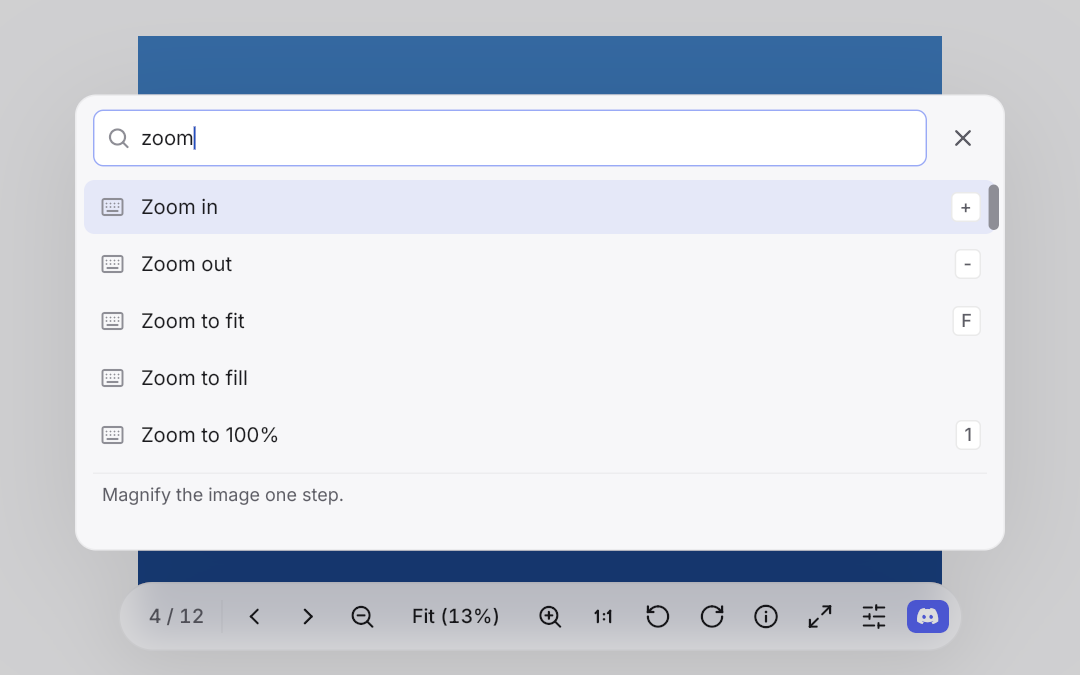 zoom
Zoom in +
Zoom out -
Zoom to fit F
Zoom to fill
Zoom to 100% 1
Magnify the image one step.
4 / 12 Fit (13%) 1:1